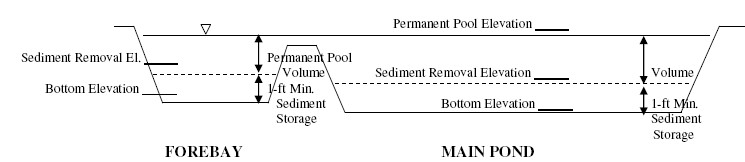 Permanent Pool Elevation
Sediment Removal El.
Permanent Pool
Volume
Sediment Removal Elevation
Volume
Bottom Elevation
1-ft Min.
Sediment
Storage
Bottom Elevation
1-ft Min.
Sediment
Storage
FOREBAY
MAIN POND